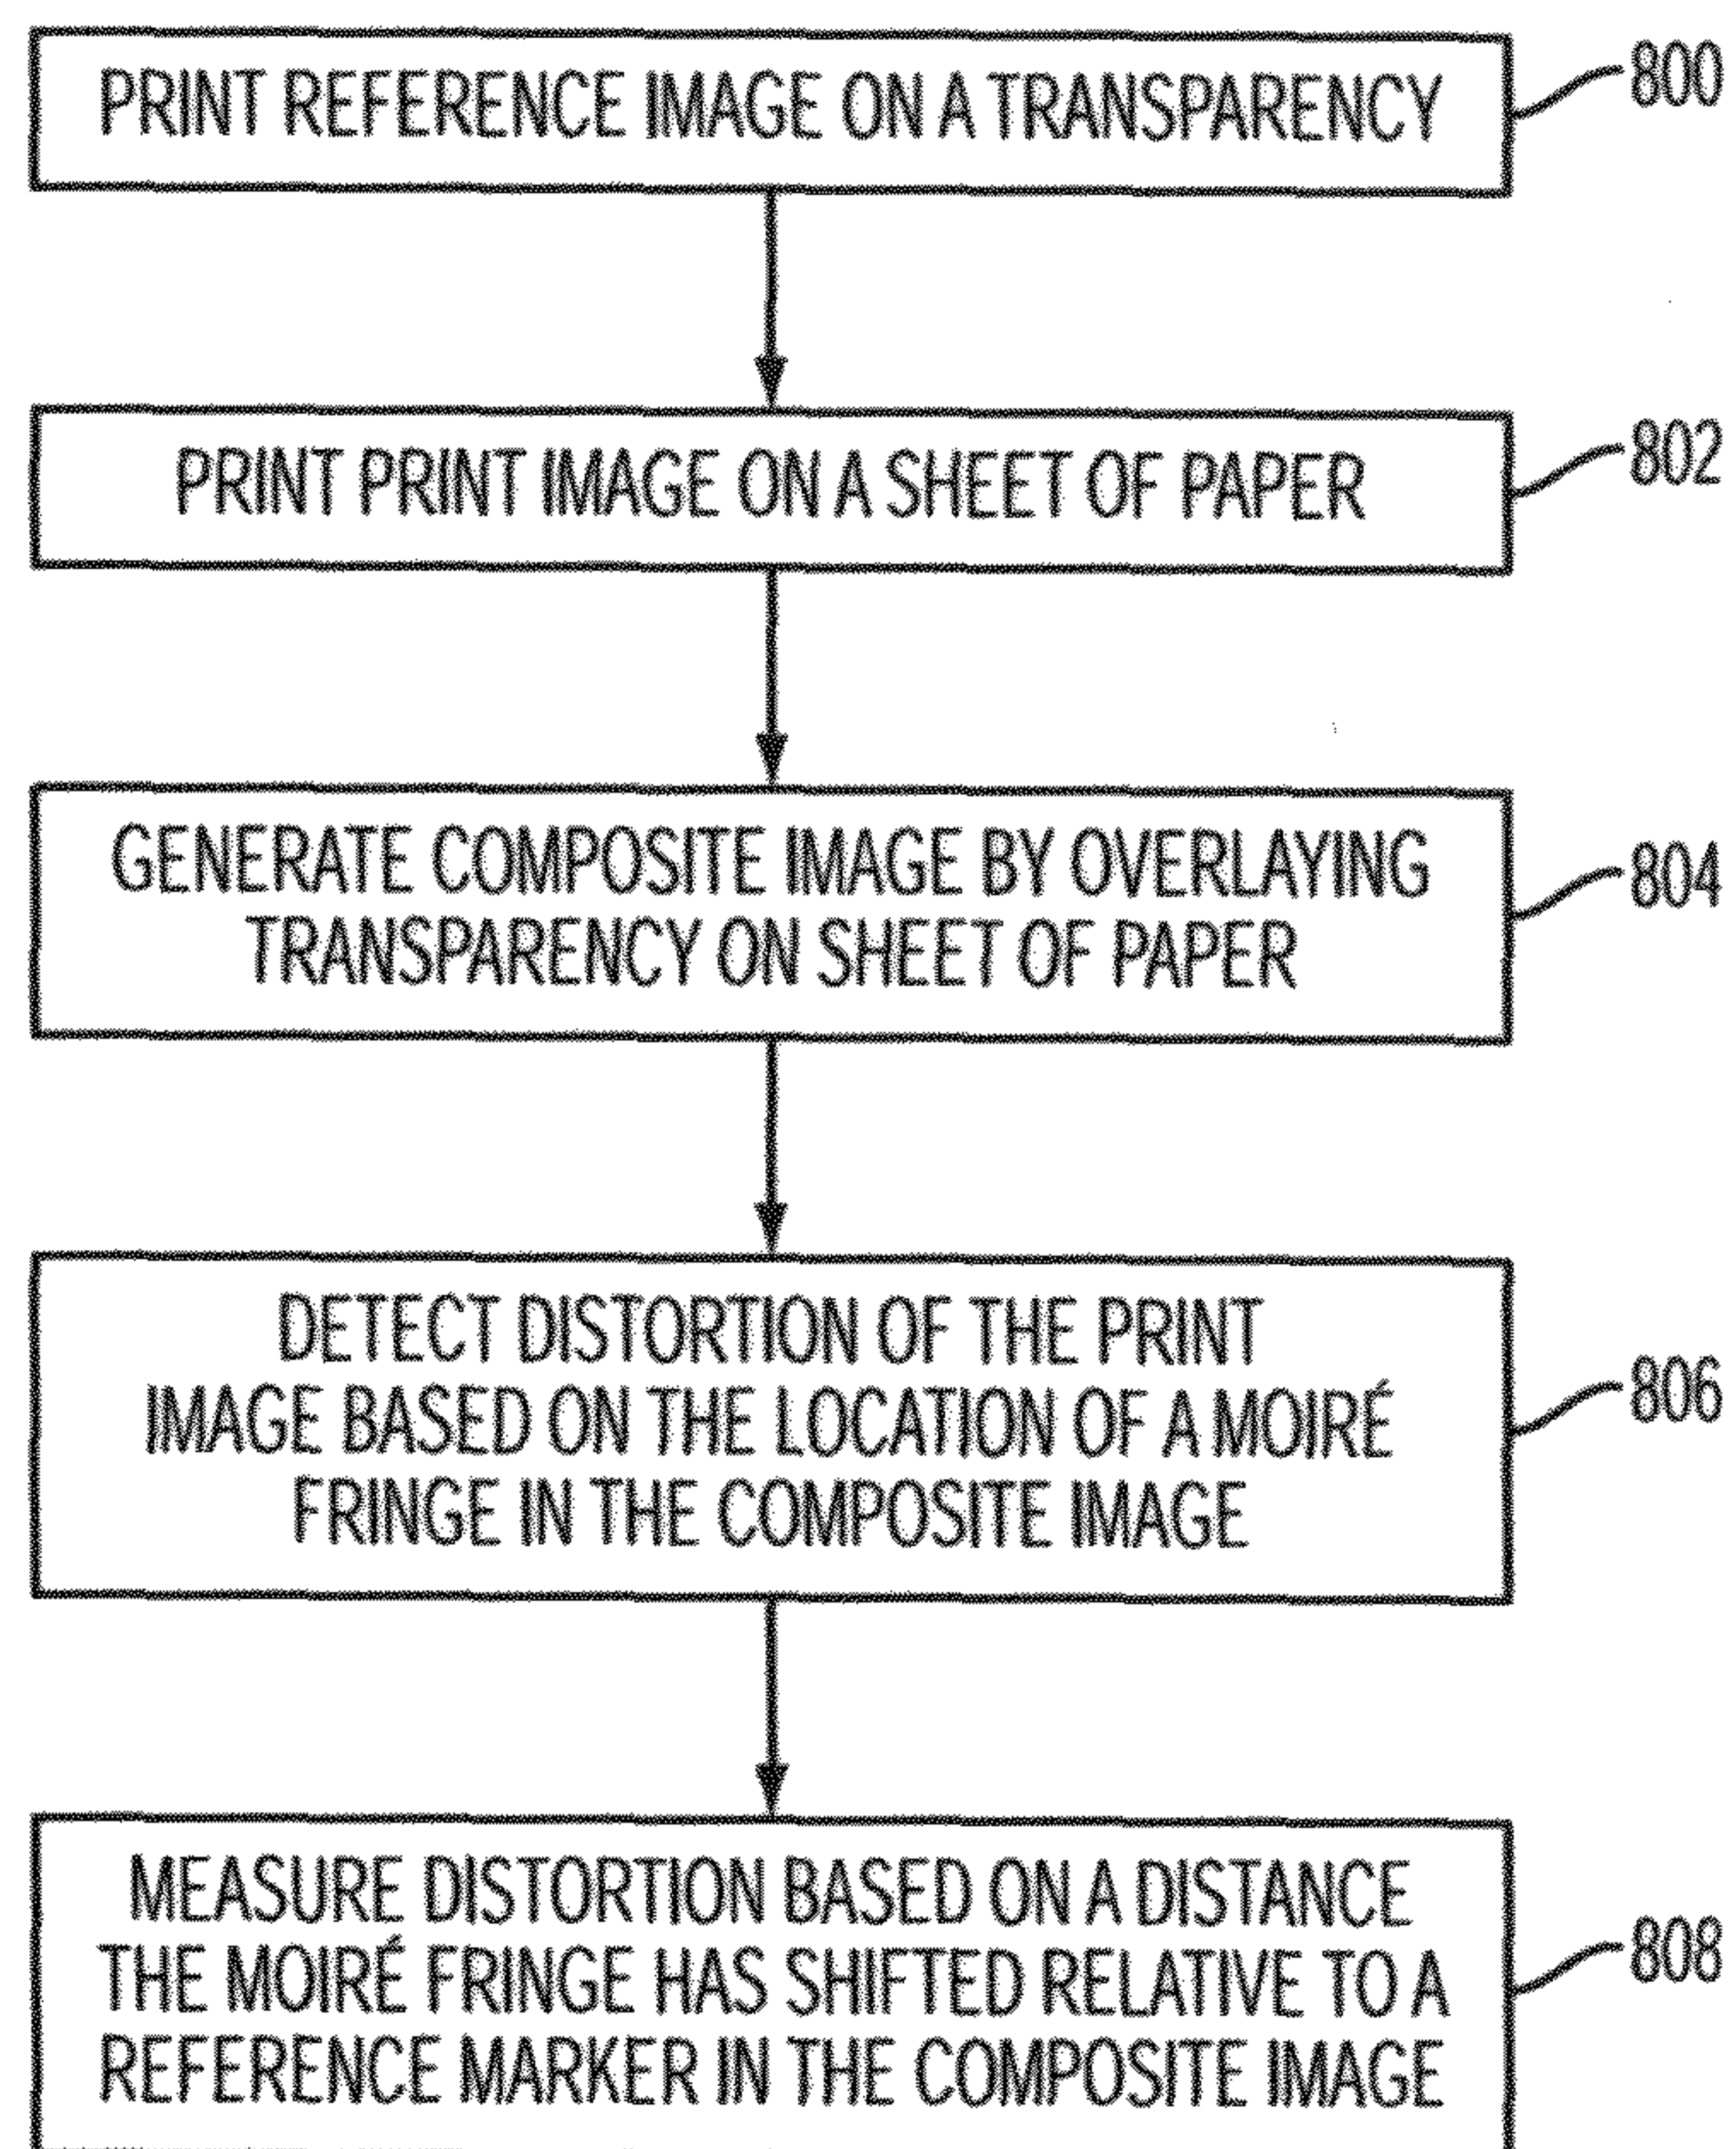 PRINT REFERENCE IMAGE ON A TRANSPARENCY
800
PRINT PRINT IMAGE ON A SHEET OF PAPER
802
GENERATE COMPOSITE IMAGE BY OVERLAYING
TRANSPARENCY ON SHEET OF PAPER
804
DETECT DISTORTION OF THE PRINT
IMAGE BASED ON THE LOCATION OF A MOIRÉ
FRINGE IN THE COMPOSITE IMAGE
806
MEASURE DISTORTION BASED ON A DISTANCE
THE MOIRÉ FRINGE HAS SHIFTED RELATIVE TO A
REFERENCE MARKER IN THE COMPOSITE IMAGE
808